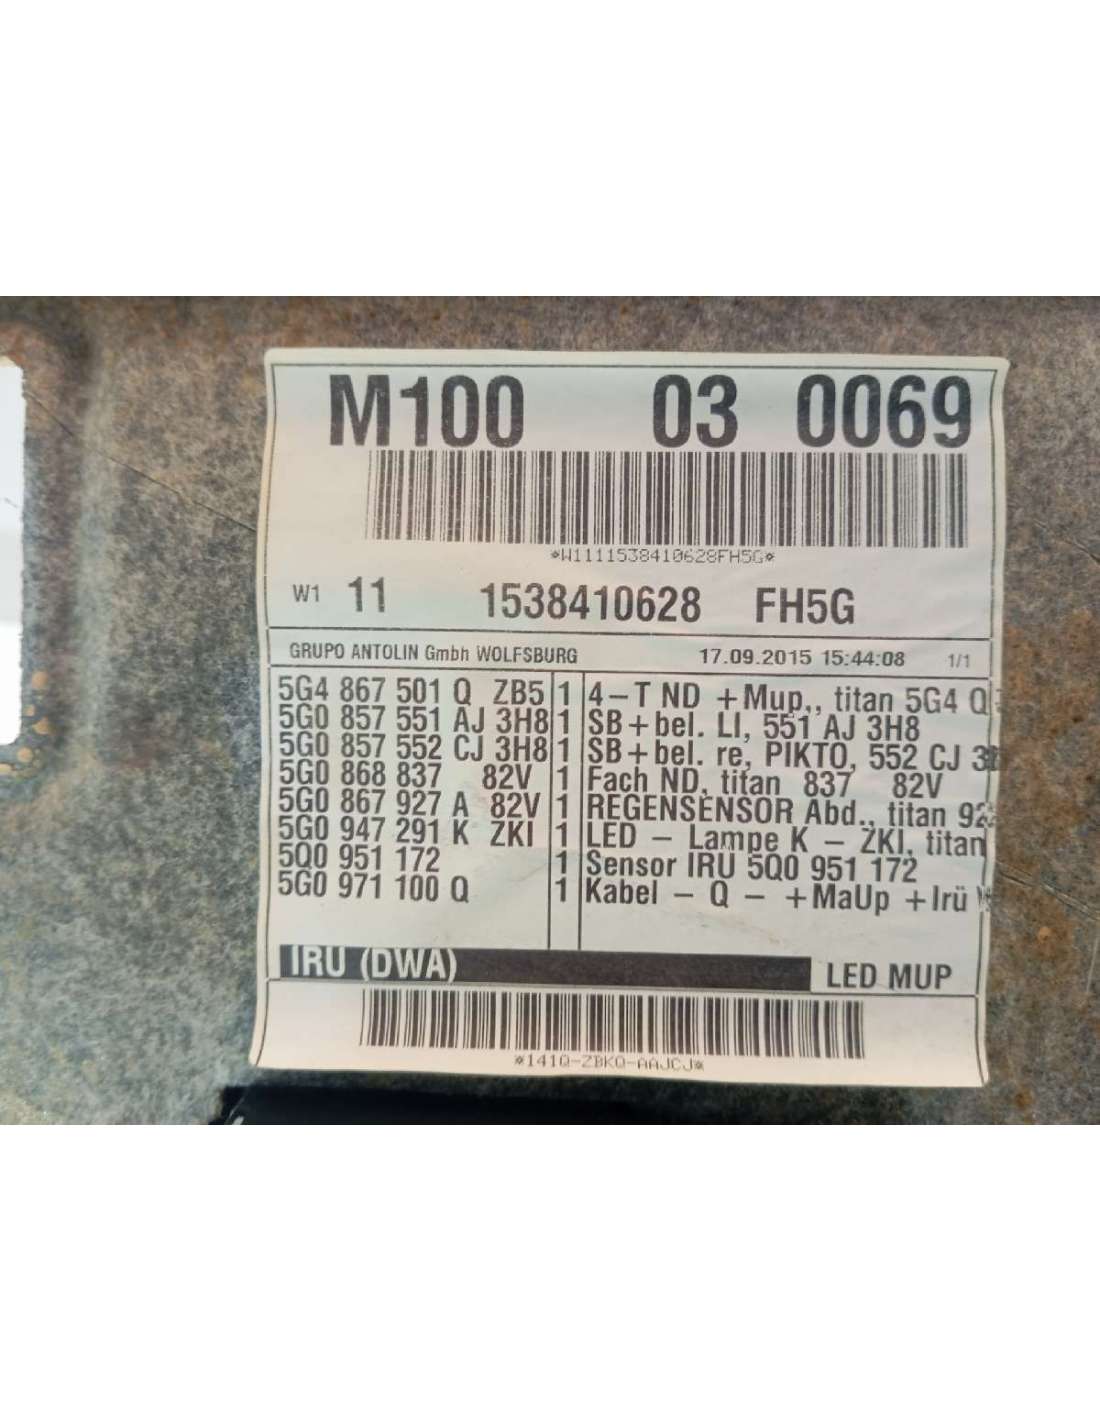 M100 03 0069
*W1111538410628FH5G*
W1 11 1538410628 FH5G
GRUPO ANTOLIN Gmbh WOLFSBURG 17.09.2015 15:44:08 1/1
5G4 867 501 Q ZB5 1 4-T ND +Mup,, titan 5G4 Q
5G0 857 551 AJ 3H8 1 SB+bel. LI, 551 AJ 3H8
5G0 857 552 CJ 3H8 1 SB+bel. re, PIKTO, 552 CJ
5G0 868 837 82V 1 Fach ND, titan 837 82V
5G0 867 927 A 82V 1 REGENSENSOR Abd., titan
5G0 947 291 K ZKI 1 LED - Lampe K - ZKI, titan
5Q0 951 172 1 Sensor IRU 5Q0 951 172
5G0 971 100 Q 1 Kabel - Q - +MaUp +Irü
IRU (DWA) LED MUP
*141Q-ZBKQ-AAJCJ*